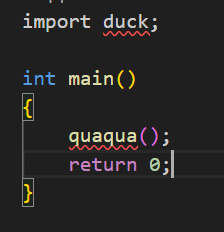 import duck;
int main()
{
quaqua();
return 0;
}